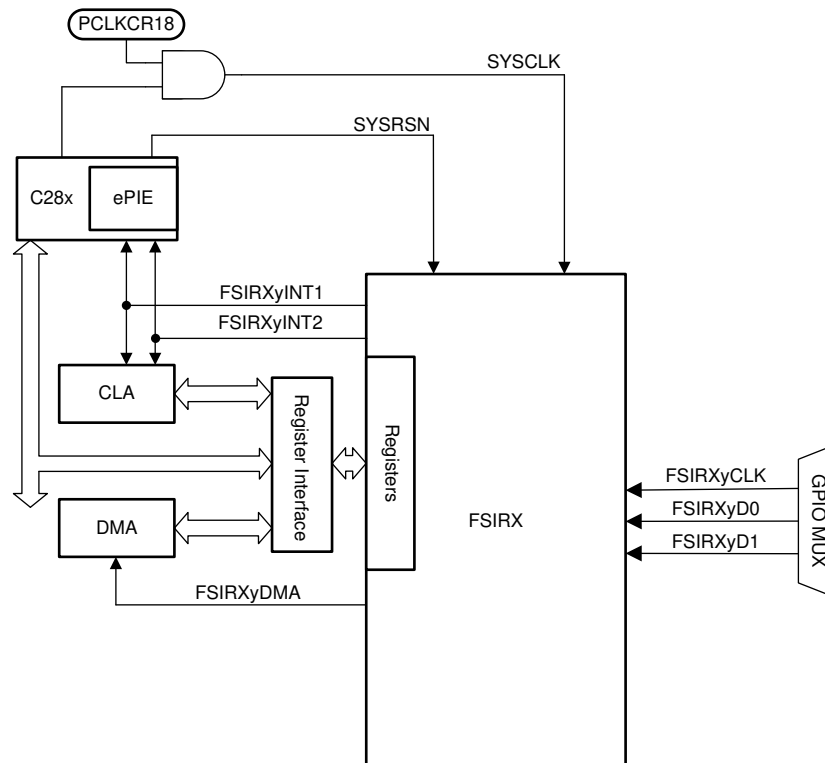 PCLKCR18
SYSCLK
SYSRSN
C28x
ePIE
FSIRXyINT1
FSIRXyINT2
CLA
Register Interface
Registers
FSIRX
FSIRXyCLK
FSIRXyD0
FSIRXyD1
GPIO MUX
DMA
FSIRXyDMA